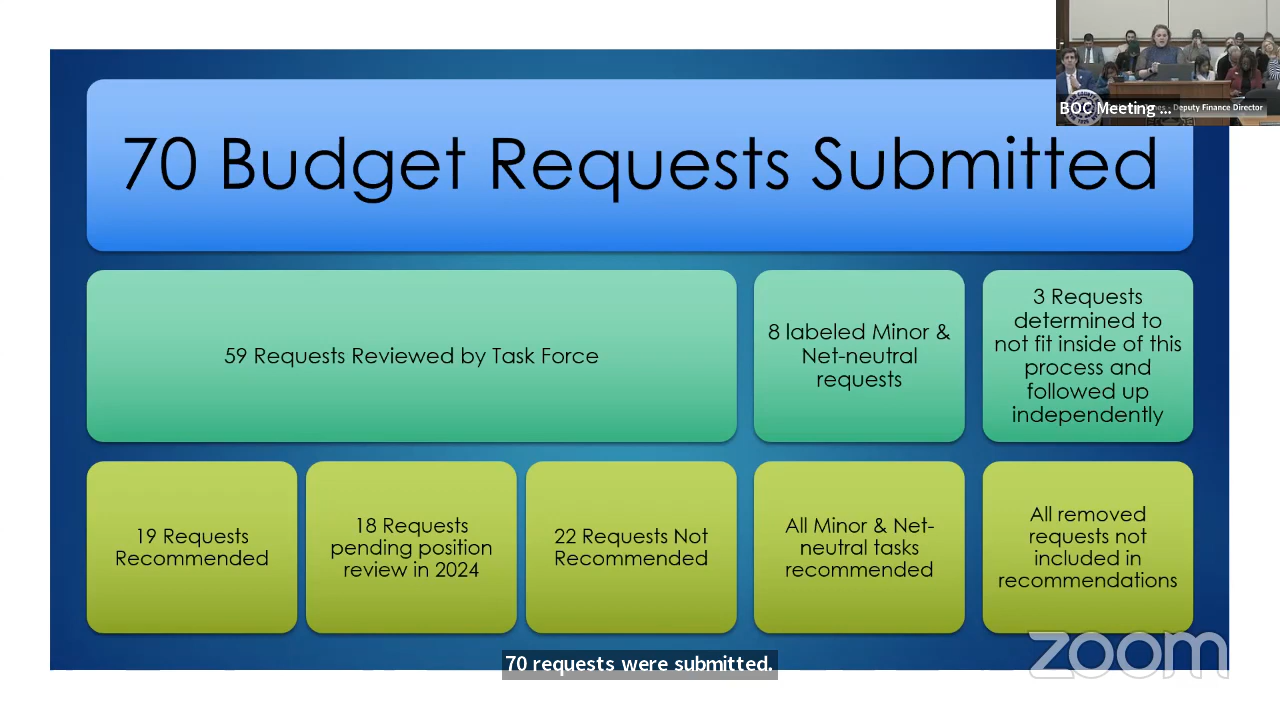 70 Budget Requests Submitted
BOC Meeting ...
- Deputy Finance Director
59 Requests Reviewed by Task Force
8 labeled Minor &
Net-neutral
requests
3 Requests
determined to
not fit inside of this
process and
followed up
independently
19 Requests
Recommended
18 Requests
pending position
review in 2024
22 Requests Not
Recommended
All Minor & Net-
neutral tasks
recommended
All removed
requests not
included in
recommendations
zoom
70 requests were submitted.